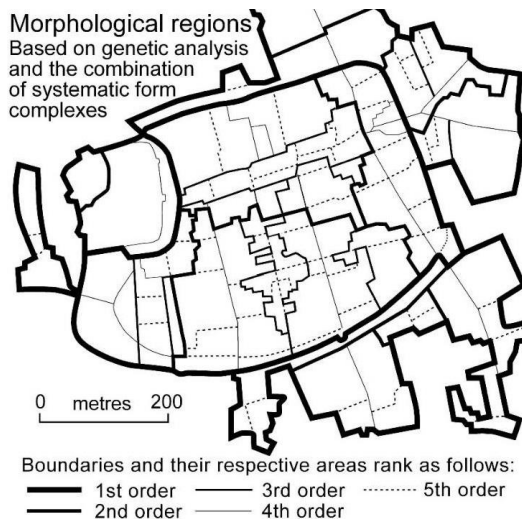 Morphological regions
Based on genetic analysis
and the combination
of systematic form
complexes
0 metres 200
Boundaries and their respective areas rank as follows:
1st order 3rd order 5th order
2nd order 4th order